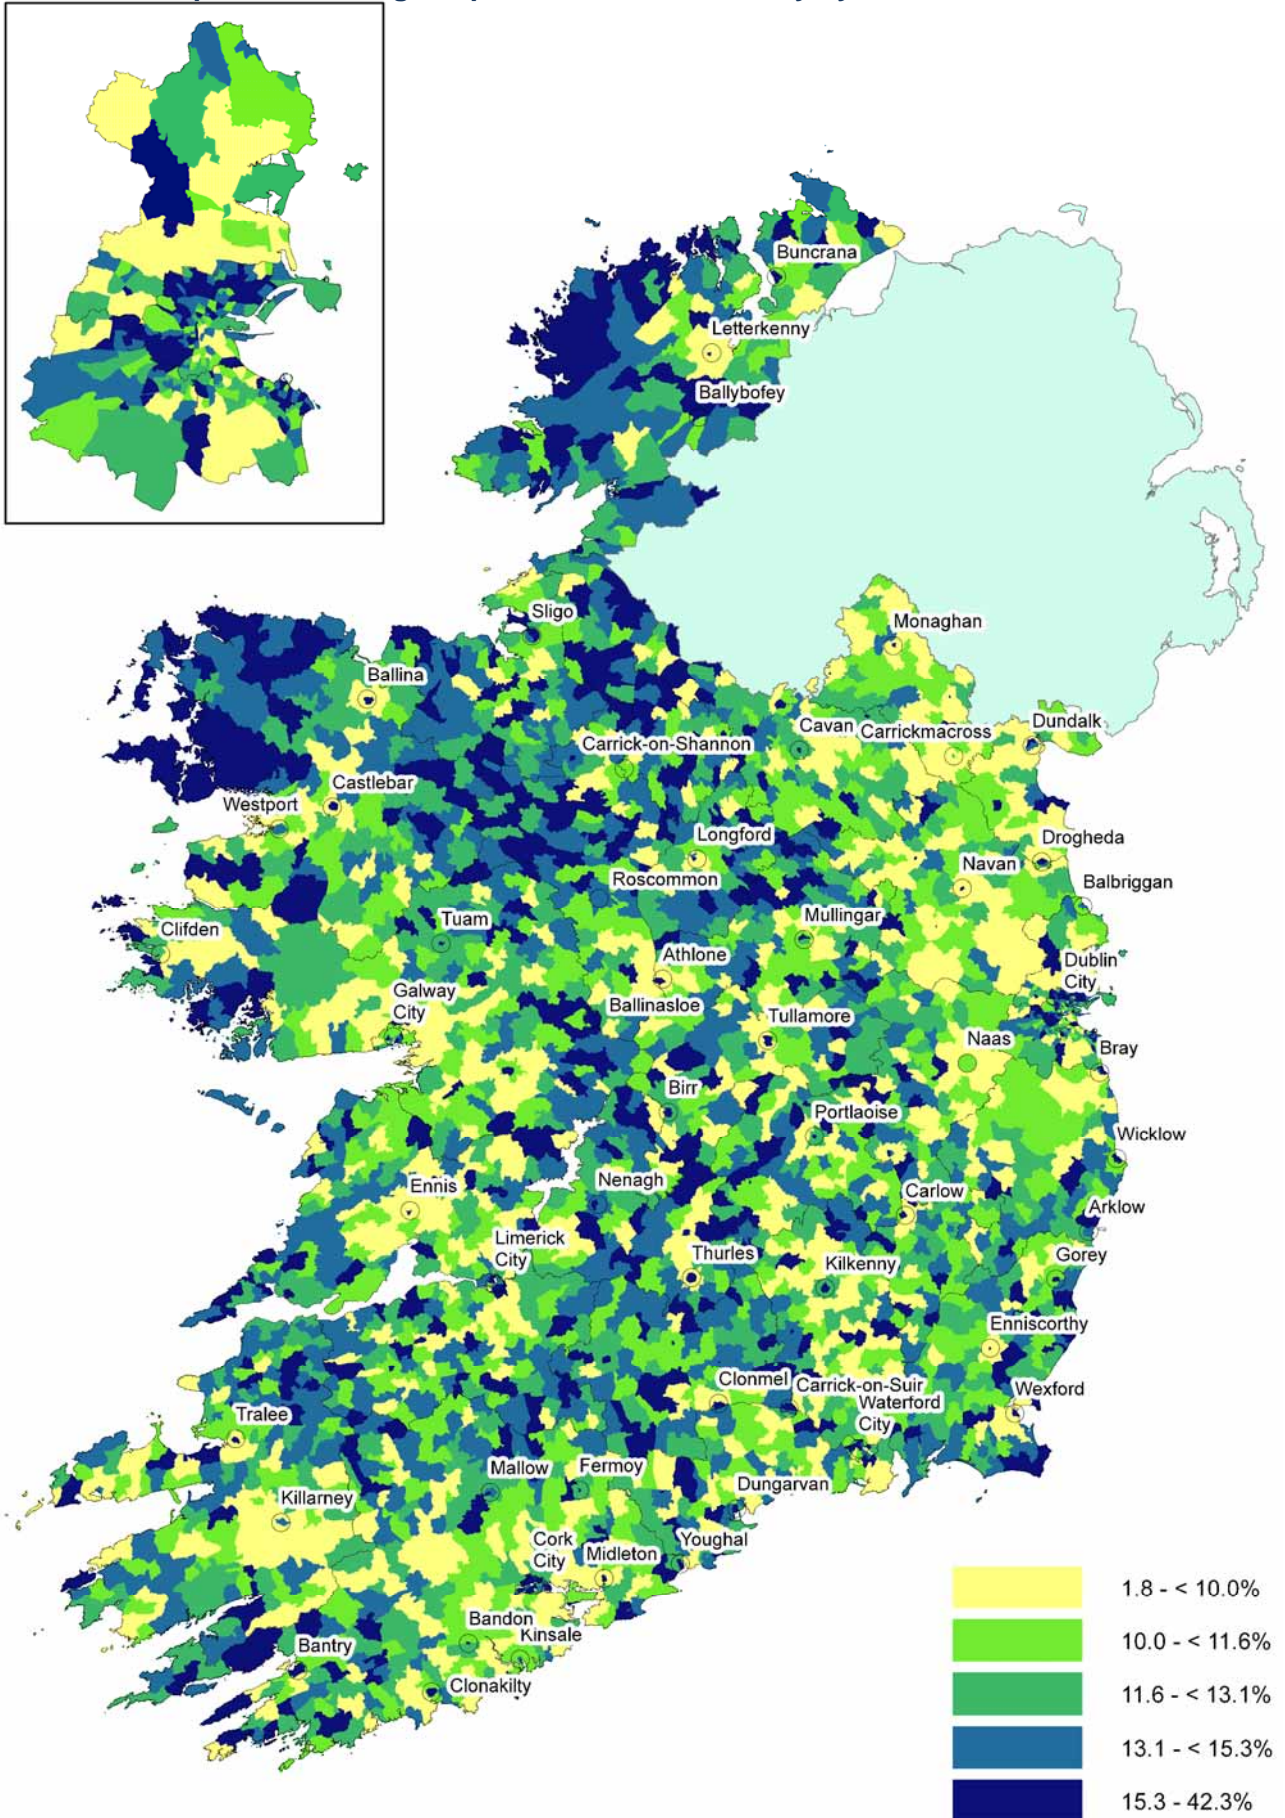 Buncrana
Letterkenny
Ballybofey
Sligo
Monaghan
Ballina
Cavan
Carrickmacross
Dundalk
Carrick-on-Shannon
Castlebar
Westport
Longford
Drogheda
Navan
Roscommon
Balbriggan
Tuam
Mullingar
Clifden
Athlone
Dublin
City
Galway
City
Ballinasloe
Tullamore
Naas
Bray
Birr
Portlaoise
Wicklow
Ennis
Nenagh
Carlow
Arklow
Limerick
City
Thurles
Kilkenny
Gorey
Enniscorthy
Clonmel
Carrick-on-Suir
Wexford
Waterford
City
Tralee
Mallow
Fermoy
Dungarvan
Killarney
Cork
City
Midleton
Youghal
Bandon
Kinsale
Bantry
Clonakilty
1.8 - < 10.0%
10.0 - < 11.6%
11.6 - < 13.1%
13.1 - < 15.3%
15.3 - 42.3%